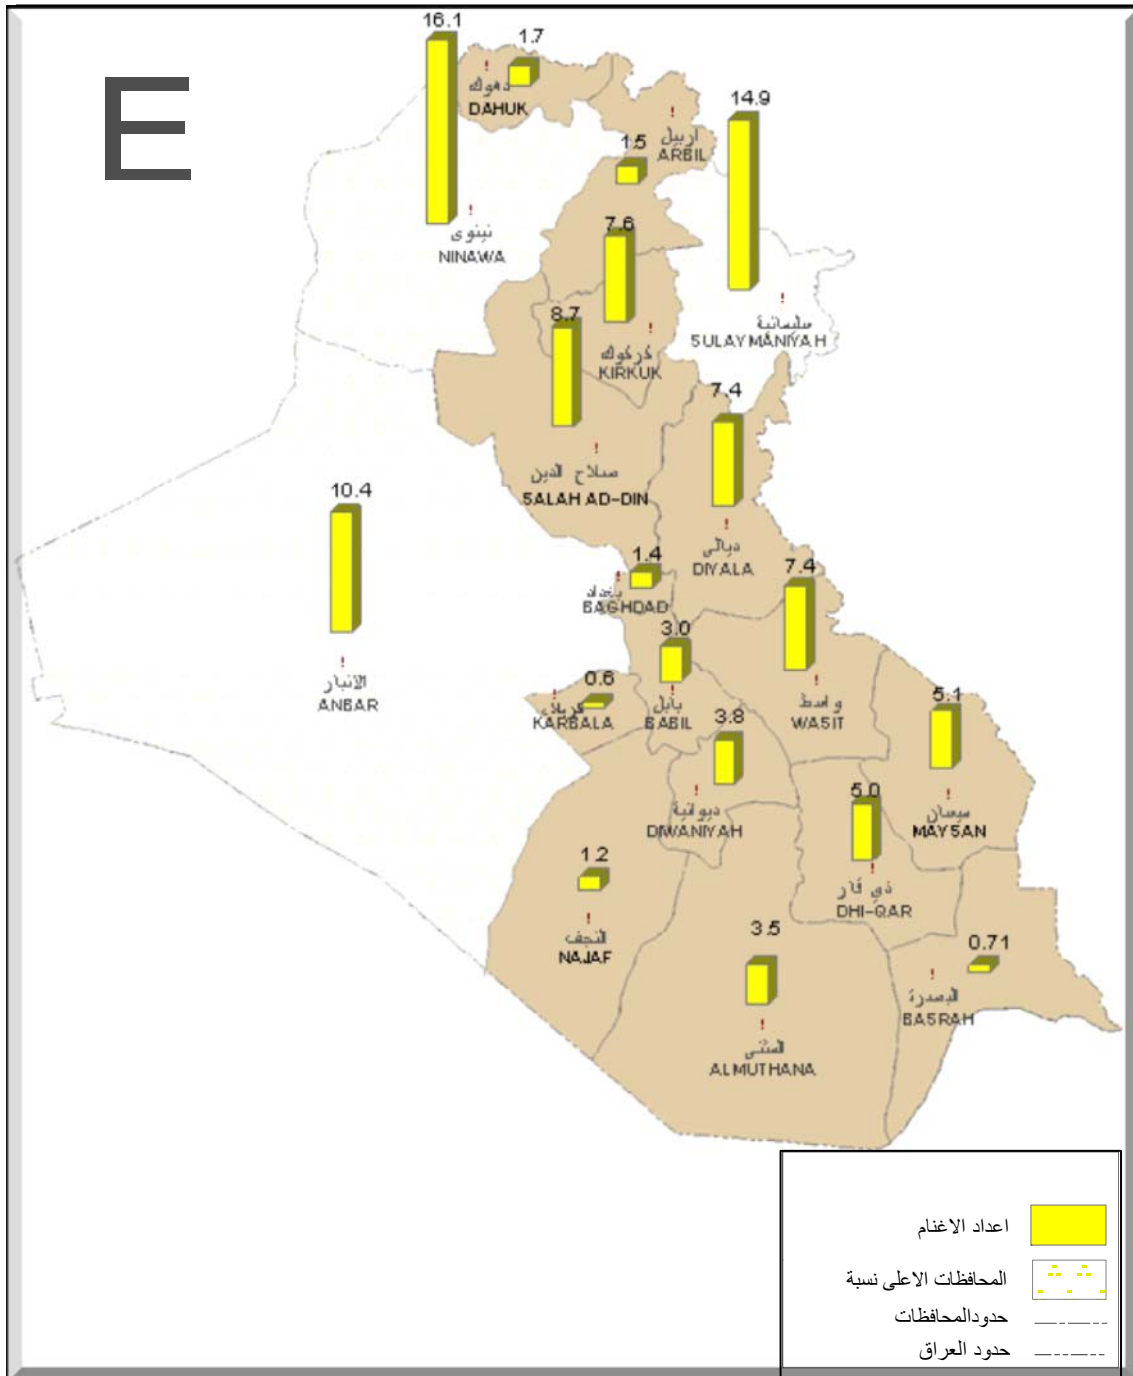 16.1
1.7
E
دهوك
DAHUK
14.9
اربيل
ARBIL
1.5
نينوى
NINAWA
7.6
سليمانية
SULAYMANIYAH
8.7
كركوك
KIRKUK
7.4
صلاح الدين
SALAH AD-DIN
10.4
ديالى
DIYALA
1.4
بغداد
BAGHDAD
7.4
3.0
الانبار
ANBAR
0.6
كربلاء
KARBALA
بابل
BABIL
واسط
WASIT
5.1
3.8
ديوانية
DIWANIYAH
5.0
ميسان
MAYSAN
1.2
ذي قار
DHI-QAR
النجف
NAJAF
3.5
0.71
البصرة
BASRAH
المثنى
ALMUTHANA
اعداد الاغنام
المحافظات الاعلى نسبة
حدودالمحافظات
حدود العراق